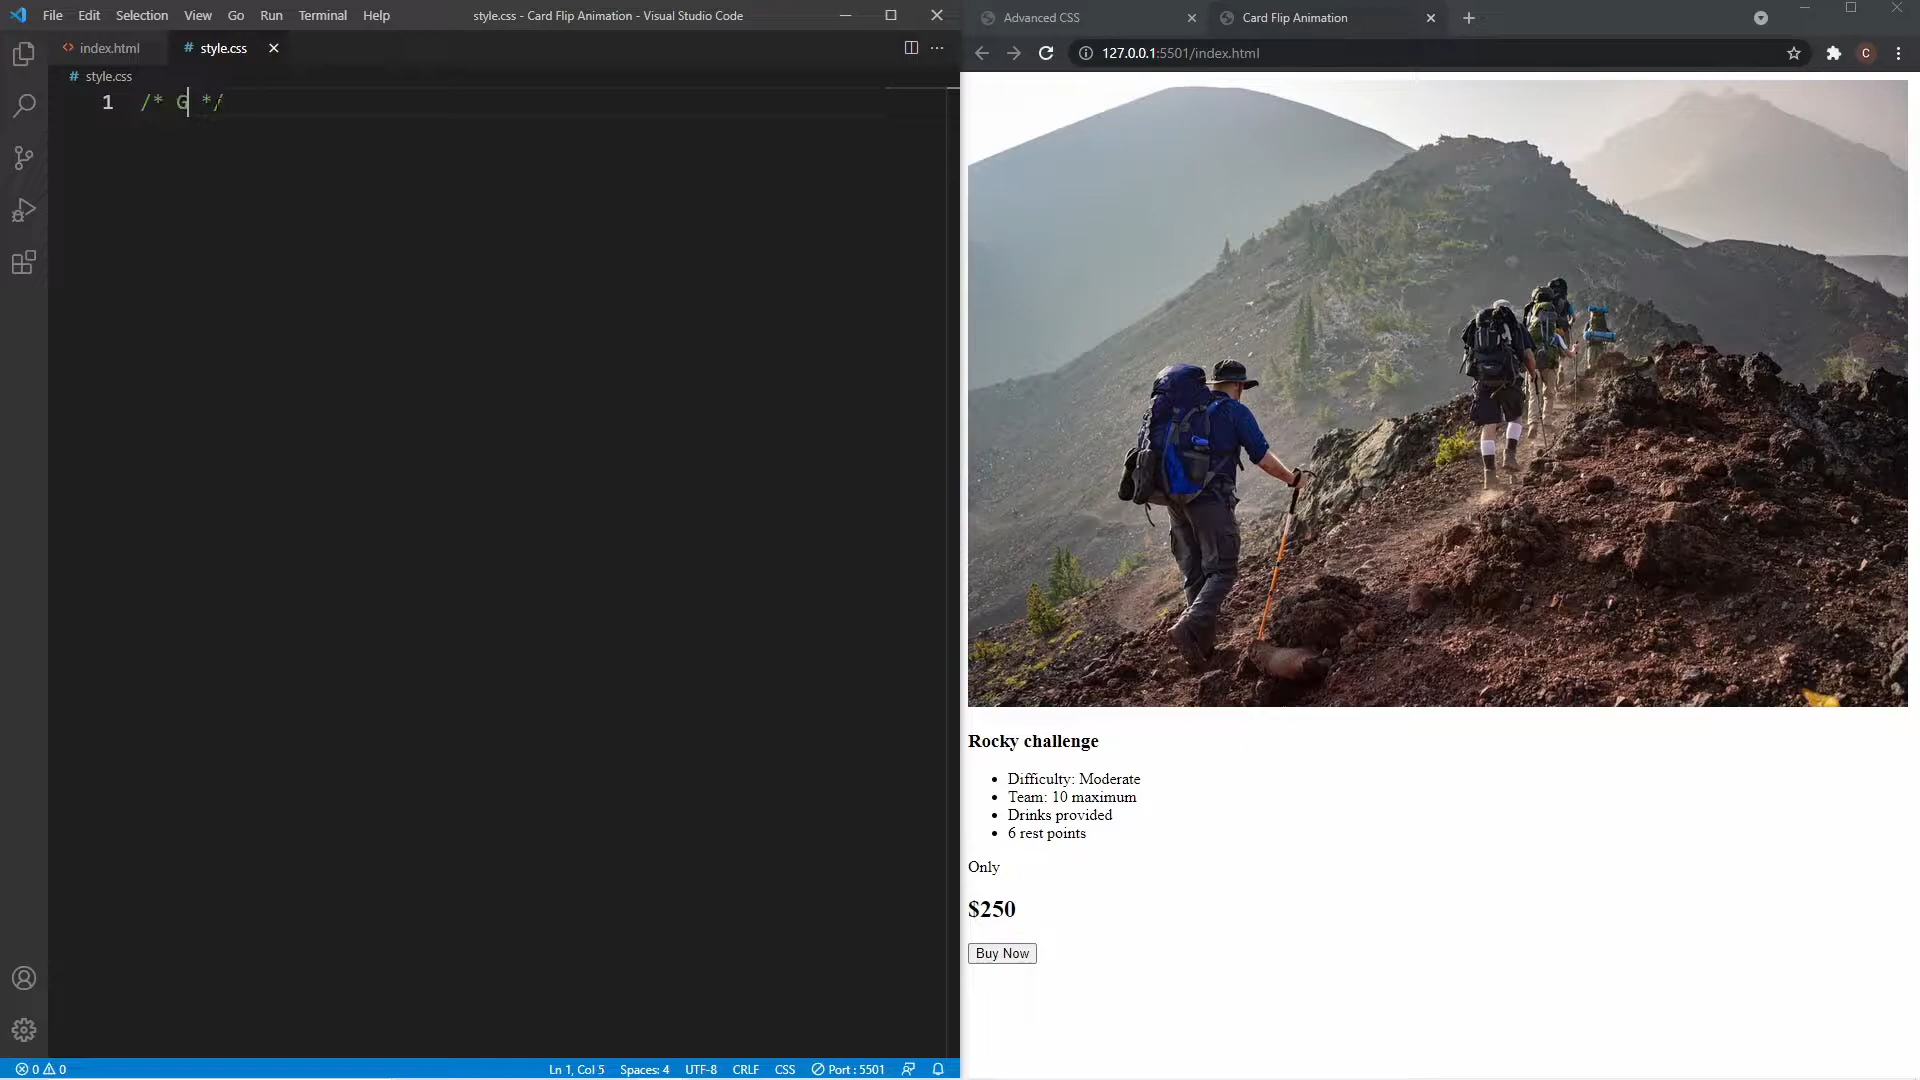 File Edit Selection View Go Run Terminal Help
style.css - Card Flip Animation - Visual Studio Code
<> index.html
# style.css
# style.css
1 /* G */
0 0
Ln 1, Col 5 Spaces: 4 UTF-8 CRLF CSS Port : 5501
Advanced CSS
Card Flip Animation
127.0.0.1:5501/index.html
C
Rocky challenge
• Difficulty: Moderate
• Team: 10 maximum
• Drinks provided
• 6 rest points
Only
$250
Buy Now